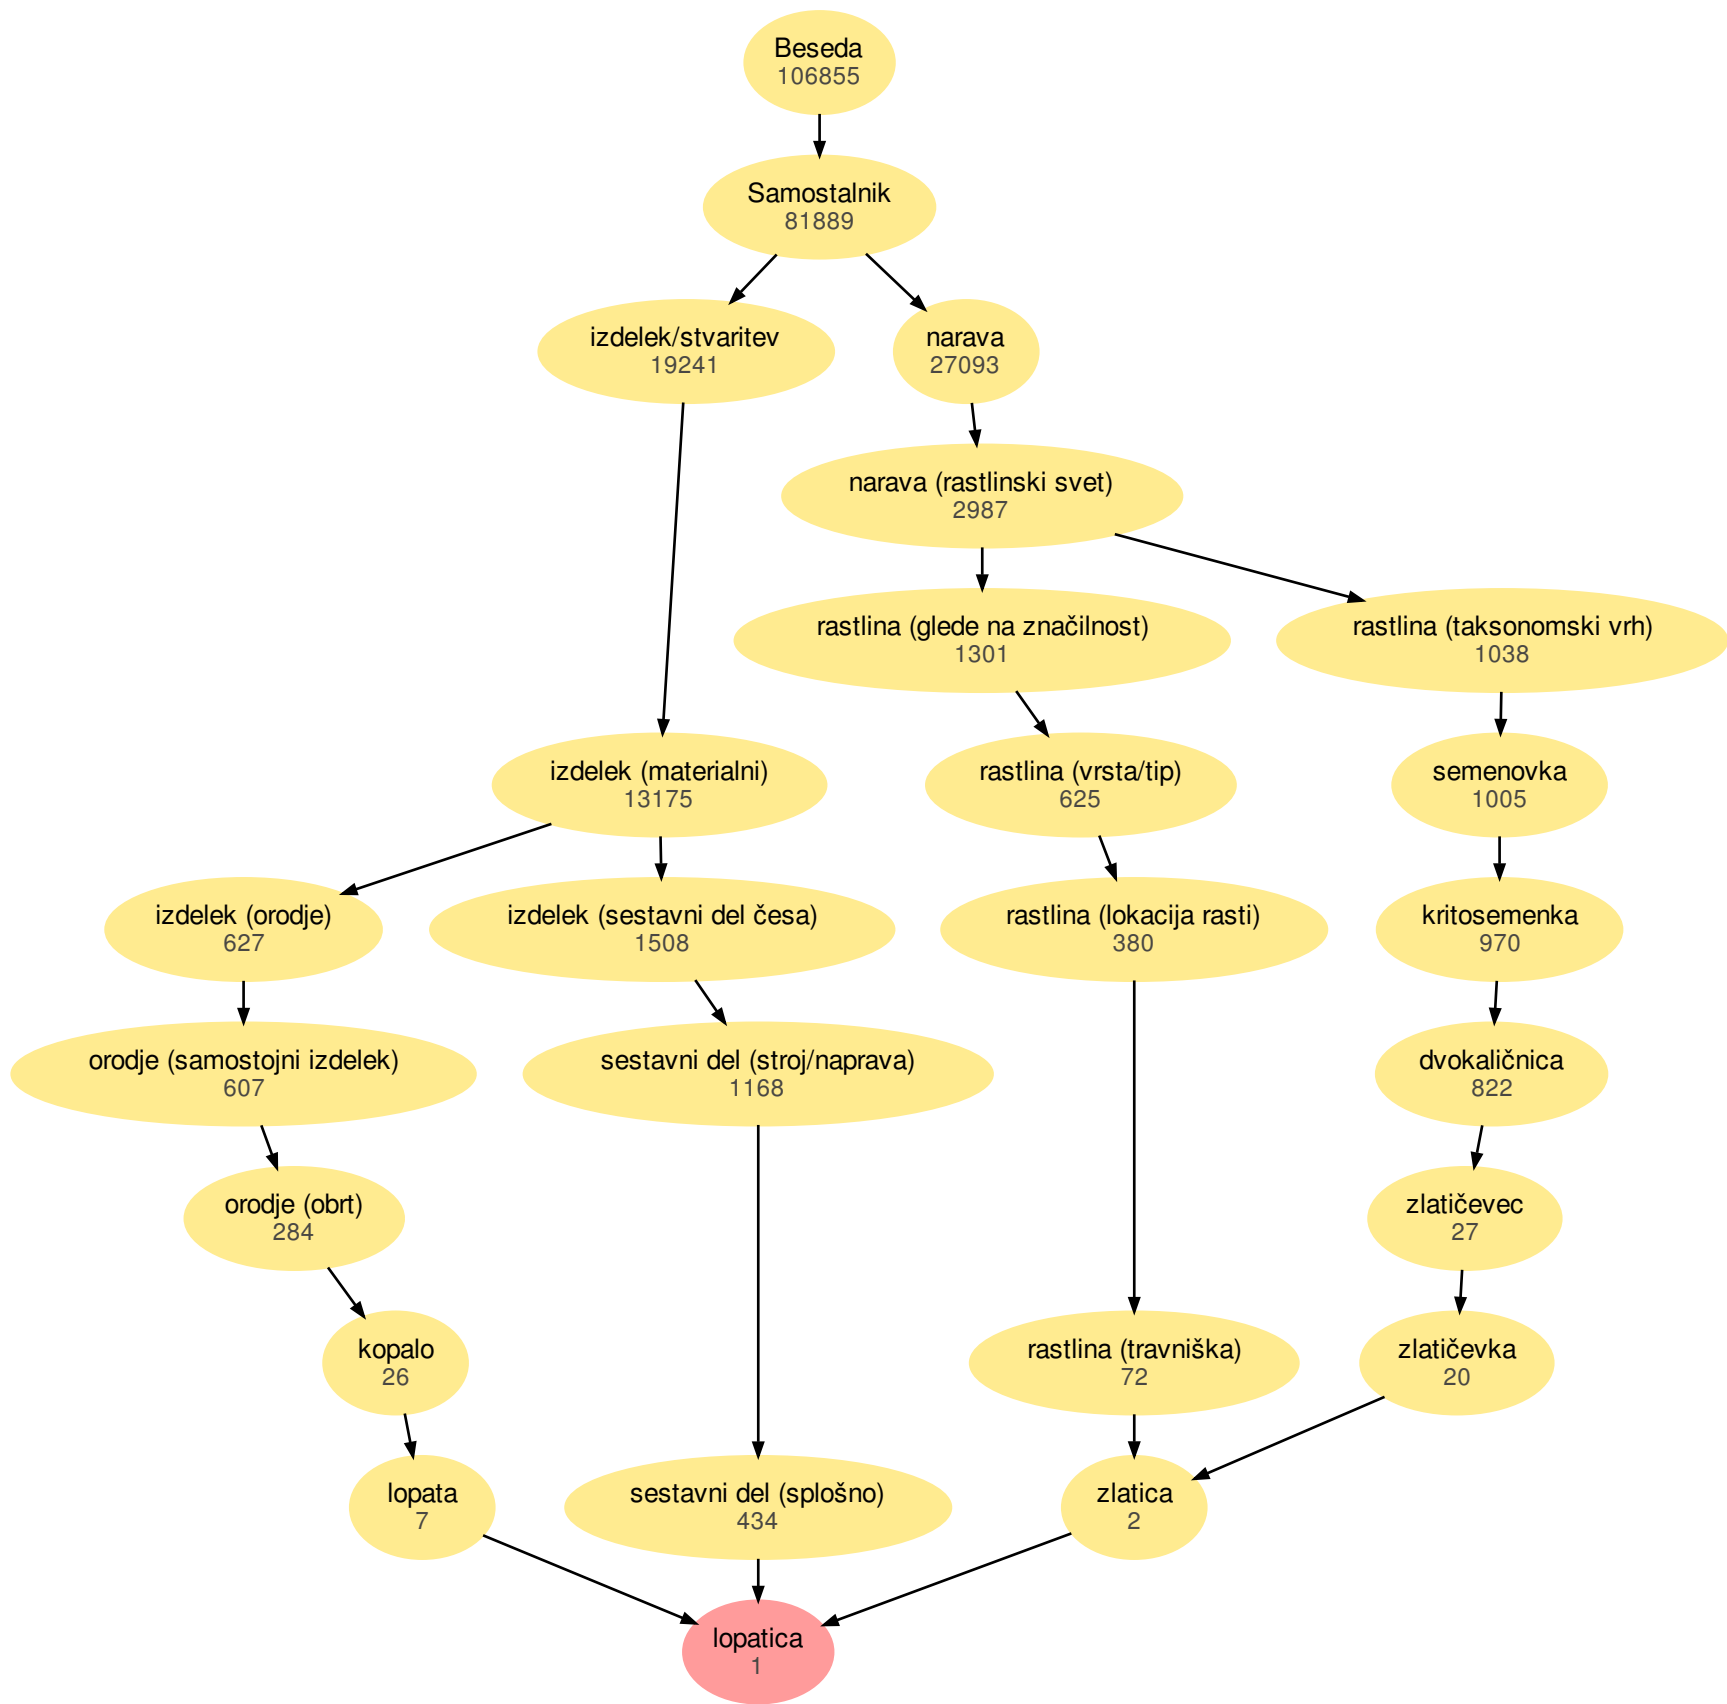 Beseda
106855
Samostalnik
81889
izdelek/stvaritev
19241
narava
27093
narava (rastlinski svet)
2987
rastlina (glede na značilnost)
1301
rastlina (taksonomski vrh)
1038
izdelek (materialni)
13175
rastlina (vrsta/tip)
625
semenovka
1005
izdelek (orodje)
627
izdelek (sestavni del česa)
1508
rastlina (lokacija rasti)
380
kritosemenka
970
orodje (samostojni izdelek)
607
sestavni del (stroj/naprava)
1168
dvokaličnica
822
orodje (obrt)
284
zlatičevec
27
kopalo
26
rastlina (travniška)
72
zlatičevka
20
lopata
7
sestavni del (splošno)
434
zlatica
2
lopatica
1